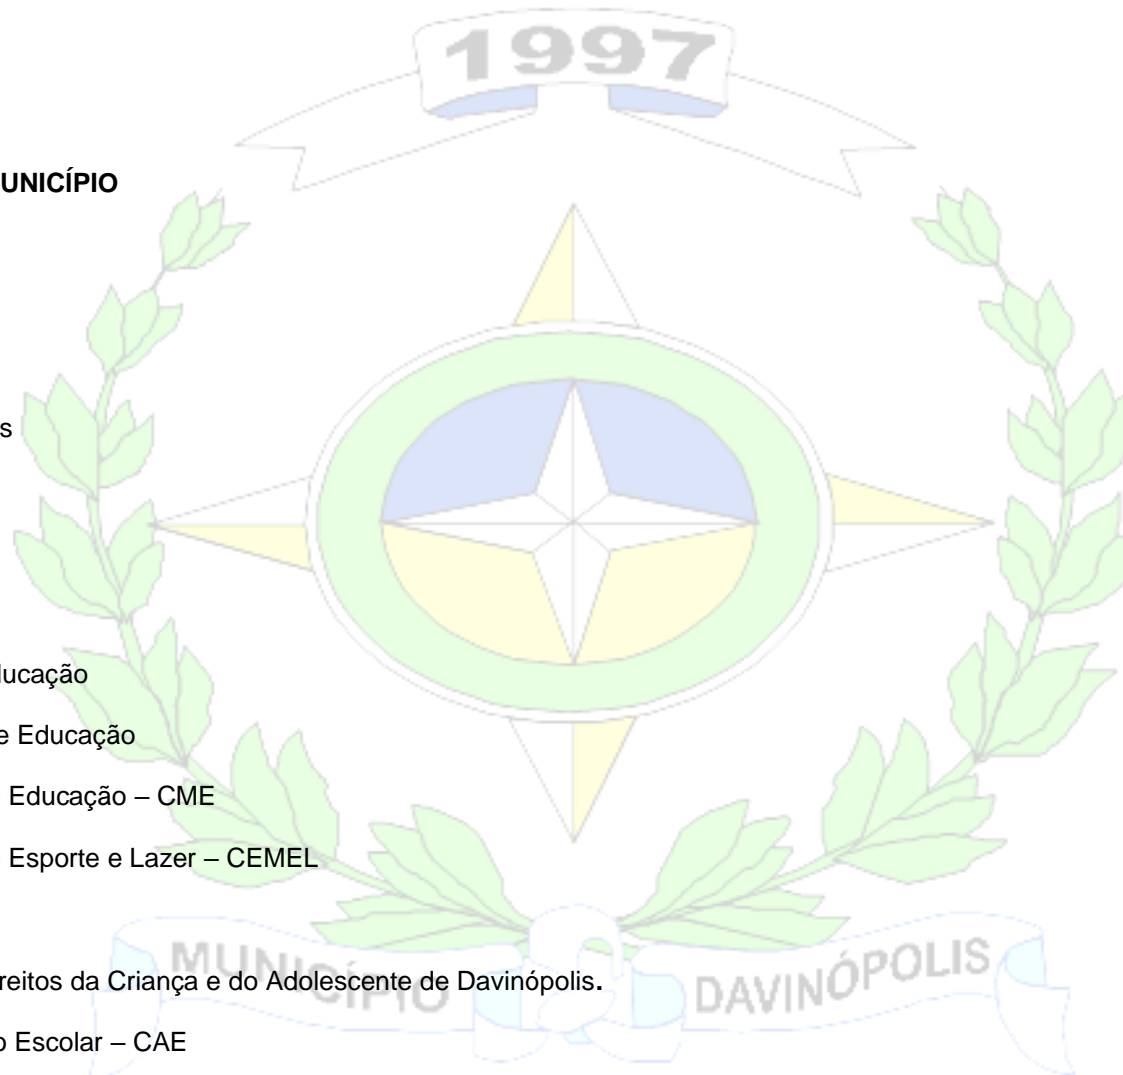 1997
UNICÍPIO
s
ducação
e Educação
Educação – CME
Esporte e Lazer – CEMEL
MUNICÍPIO DAVINÓPOLIS
reitos da Criança e do Adolescente de Davinópolis.
o Escolar – CAE